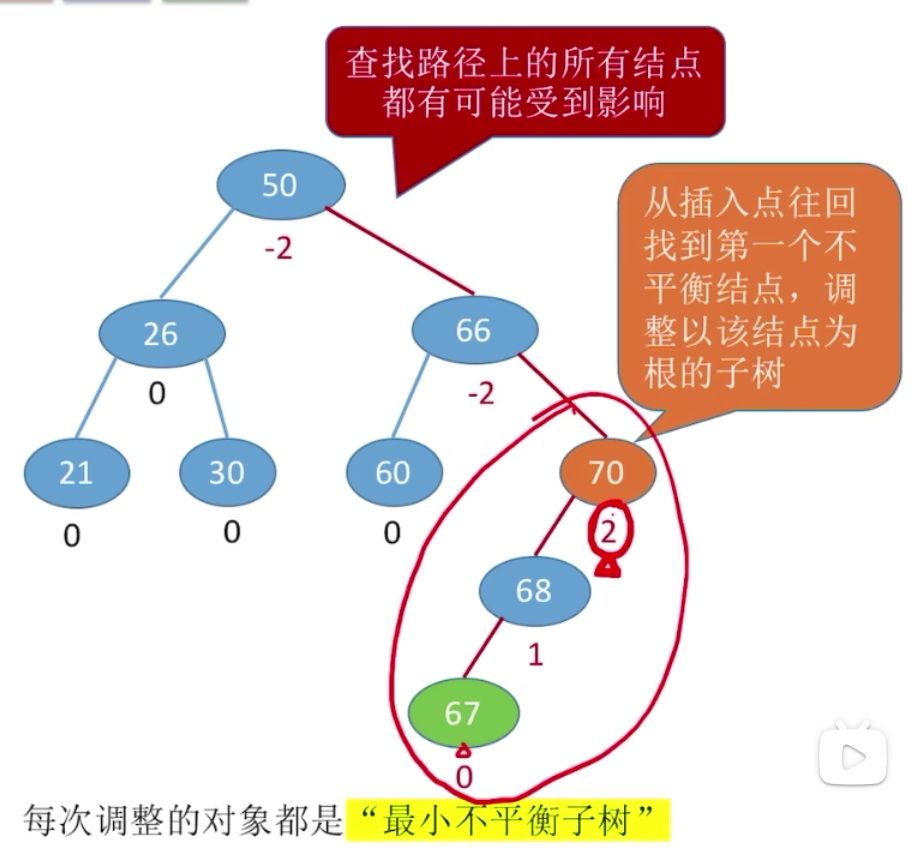 查找路径上的所有结点
都有可能受到影响
50
-2
从插入点往回
找到第一个不
平衡结点，调
整以该结点为
根的子树
26
0
66
-2
21
0
30
0
60
0
70
2
68
1
67
0
每次调整的对象都是“最小不平衡子树”